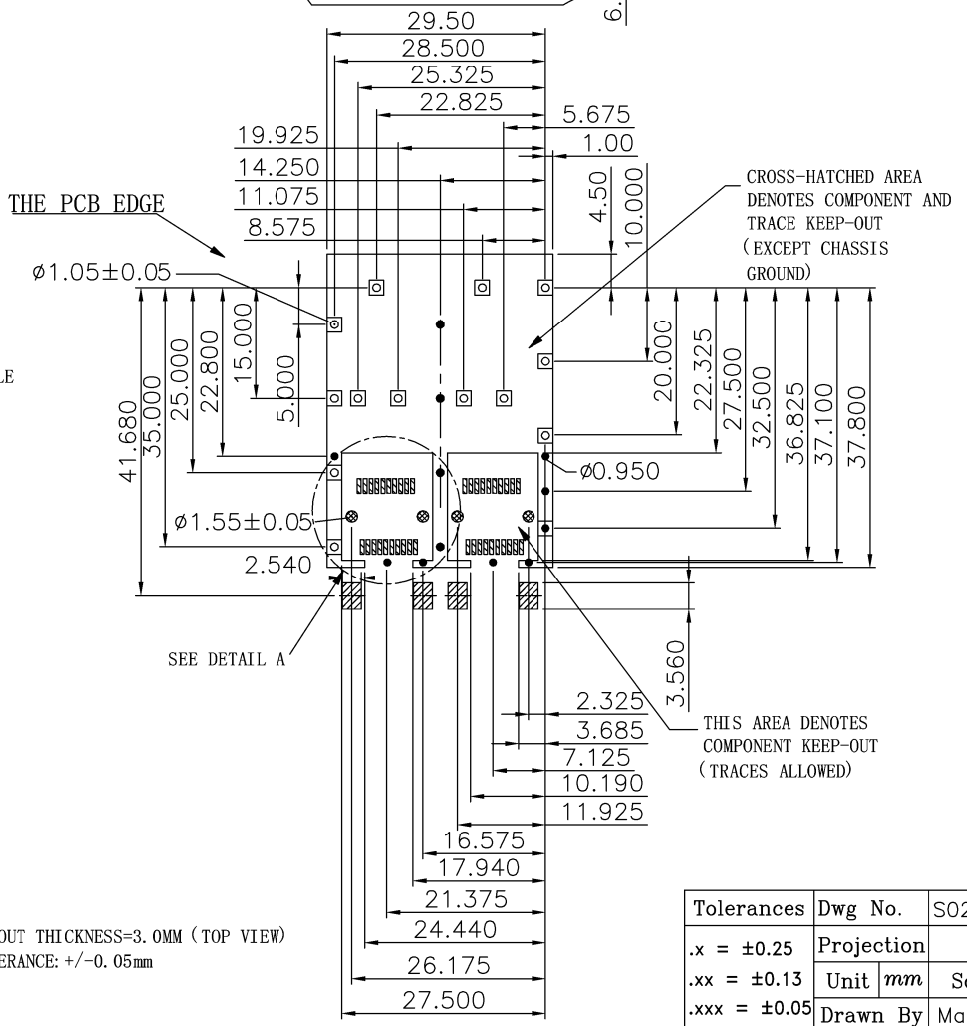 6.
29.50
28.500
25.325
22.825
5.675
19.925
1.00
14.250
11.075
8.575
4.50
10.000
CROSS-HATCHED AREA
DENOTES COMPONENT AND
TRACE KEEP-OUT
(EXCEPT CHASSIS
GROUND)
THE PCB EDGE
ø1.05±0.05
41.680
35.000
25.000
22.800
15.000
5.000
20.000
22.325
27.500
32.500
36.825
37.100
37.800
LE
ø0.950
ø1.55±0.05
2.540
SEE DETAIL A
3.560
2.325
3.685
7.125
10.190
11.925
THIS AREA DENOTES
COMPONENT KEEP-OUT
(TRACES ALLOWED)
16.575
17.940
21.375
24.440
26.175
27.500
OUT THICKNESS=3.0MM (TOP VIEW)
ERANCE: +/-0.05mm
Tolerances Dwg No. S02
.x = ±0.25 Projection
.xx = ±0.13 Unit mm Sc
.xxx = ±0.05 Drawn By Ma